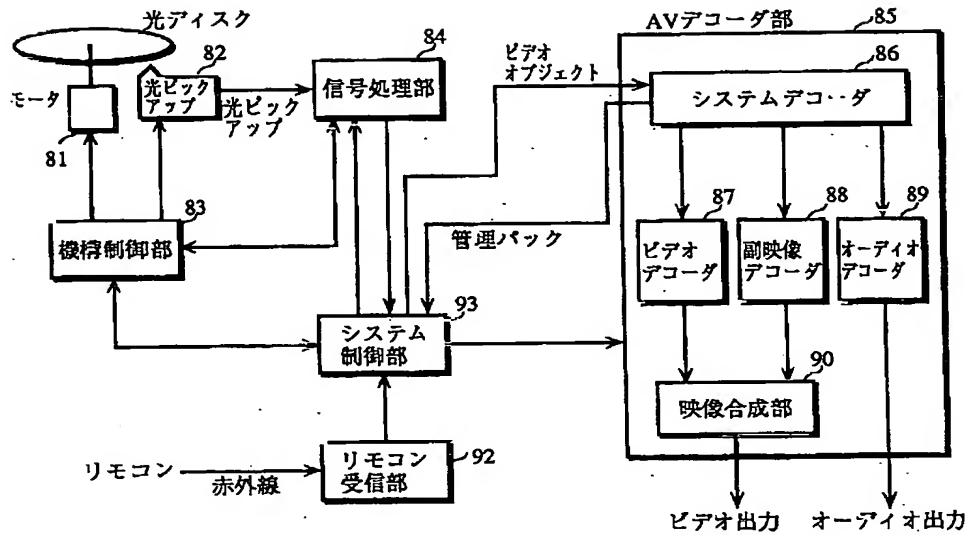 光ディスク
モータ
81
82
光ピック
アップ
光ピック
アップ
84
信号処理部
83
機構制御部
ビデオ
オブジェクト
管理パック
93
システム
制御部
リモコン
赤外線
92
リモコン
受信部
AVデコーダ部
85
86
システムデコーダ
87
ビデオ
デコーダ
88
副映像
デコーダ
89
オーディオ
デコーダ
90
映像合成部
ビデオ出力
オーディオ出力